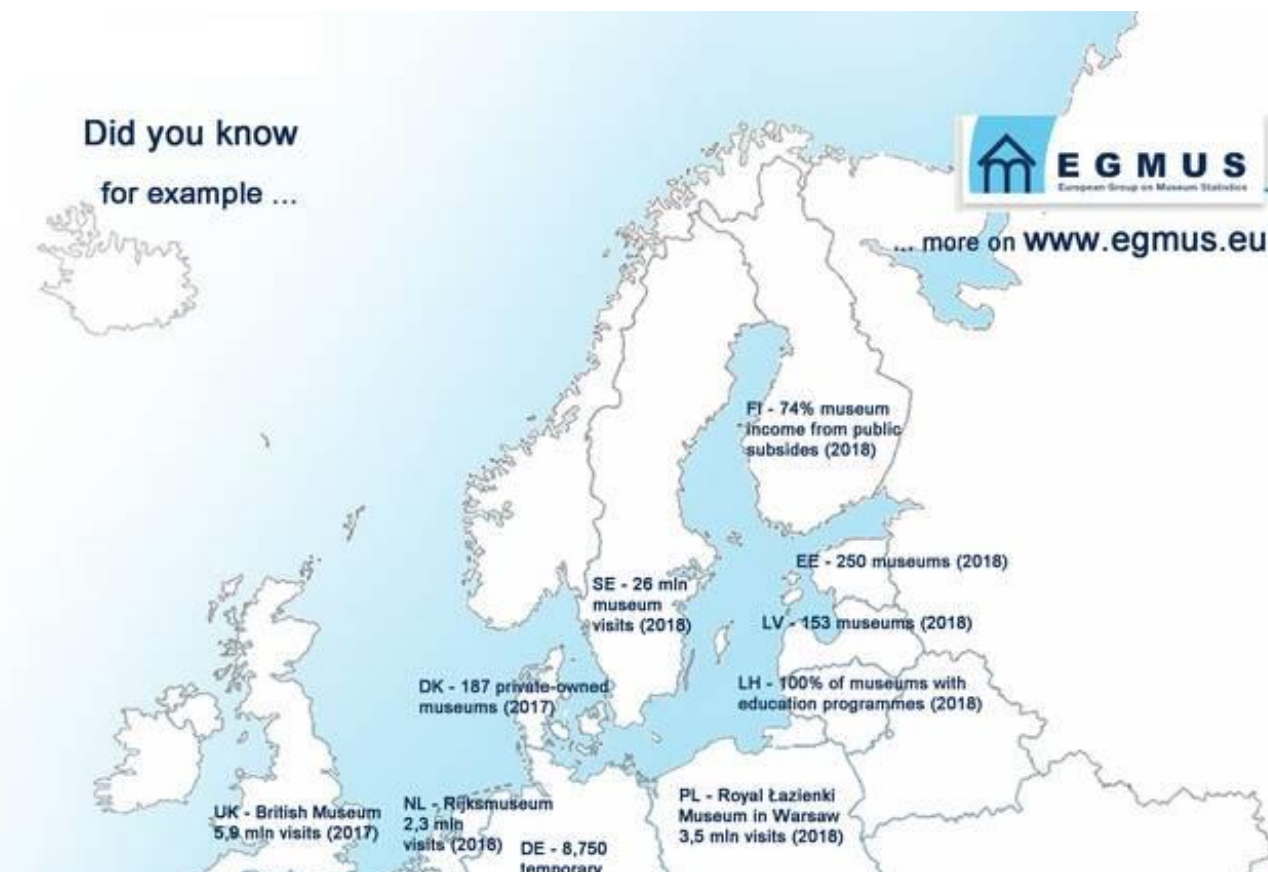 Did you know
for example ...
EGMUS
European Group on Museum Statistics
... more on www.egmus.eu
FI - 74% museum
income from public
subsides (2018)
EE - 250 museums (2018)
SE - 26 mln
museum
visits (2018)
LV - 153 museums (2018)
DK - 187 private-owned
museums (2017)
LH - 100% of museums with
education programmes (2018)
UK - British Museum
5,9 mln visits (2017)
NL - Rijksmuseum
2,3 mln
visits (2018)
PL - Royal Łazienki
Museum in Warsaw
3,5 mln visits (2018)
DE - 8,750
temporary